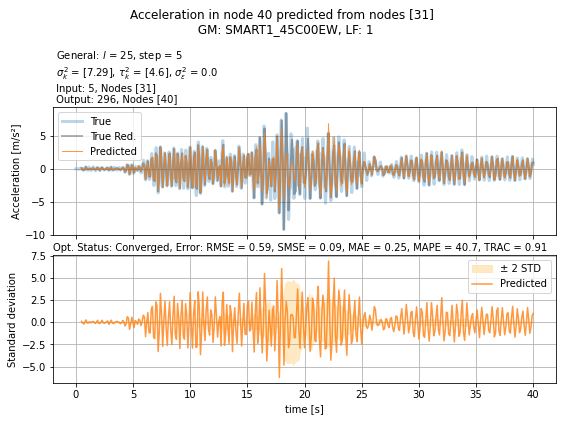 Acceleration in node 40 predicted from nodes [31]
GM: SMART1_45C00EW, LF: 1
General: l = 25, step = 5
σ²ₖ = [7.29], τ²ₖ = [4.6], σ²ε = 0.0
Input: 5, Nodes [31]
Output: 296, Nodes [40]
Acceleration [m/s²]
5
0
−5
−10
True
True Red.
Predicted
Opt. Status: Converged, Error: RMSE = 0.59, SMSE = 0.09, MAE = 0.25, MAPE = 40.7, TRAC = 0.91
Standard deviation
7.5
5.0
2.5
0.0
−2.5
−5.0
± 2 STD
Predicted
0 5 10 15 20 25 30 35 40
time [s]